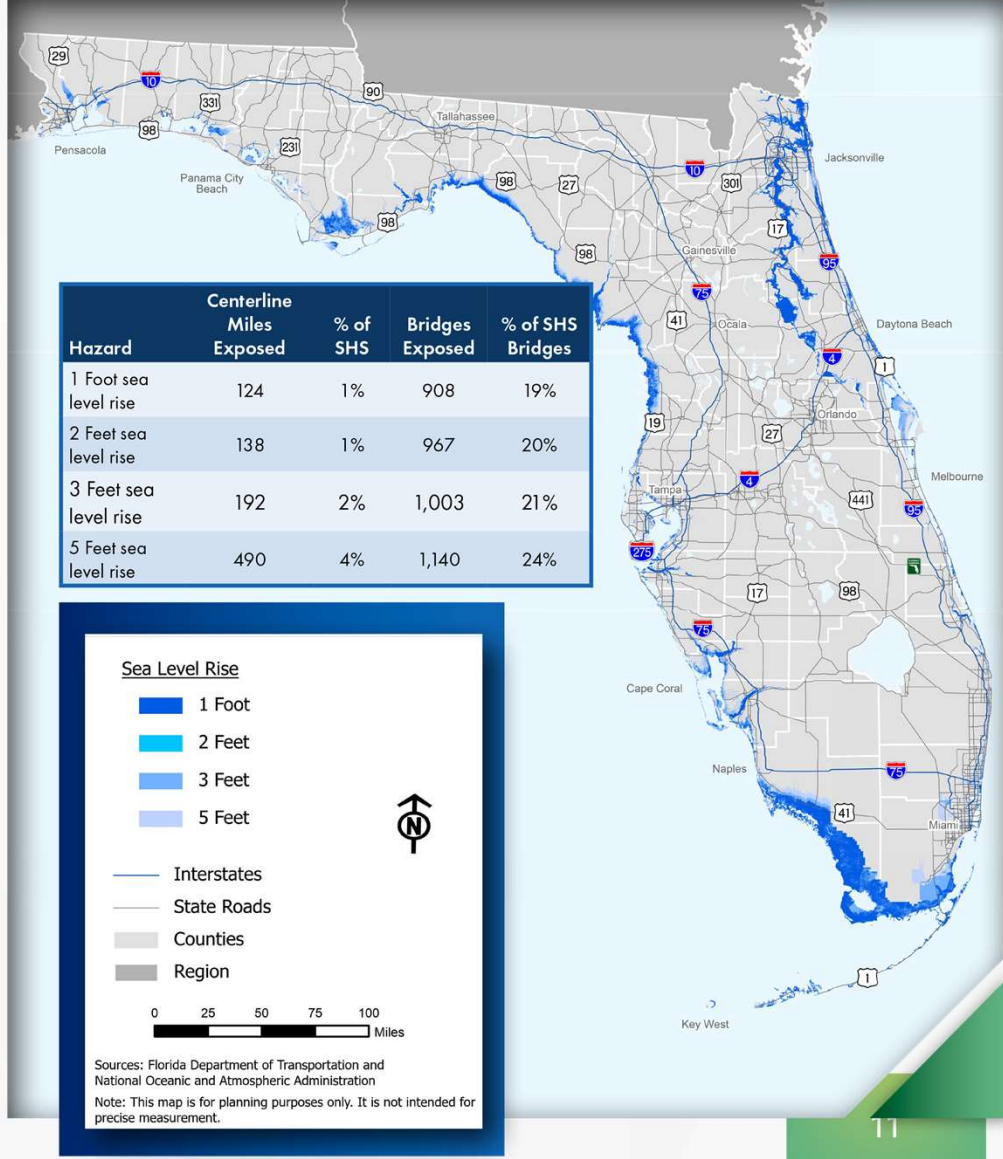 29
10
331
90
98
231
Tallahassee
Pensacola
Panama City
Beach
98
98
27
98
10
301
17
Jacksonville
Gainesville
95
75
41
Ocala
Daytona Beach
4
1
19
27
Orlando
Tampa
4
441
Melbourne
95
275
17
98
75
Cape Coral
Naples
75
41
Miami
1
Key West
Hazard Centerline Miles Exposed % of SHS Bridges Exposed % of SHS Bridges
1 Foot sea level rise 124 1% 908 19%
2 Feet sea level rise 138 1% 967 20%
3 Feet sea level rise 192 2% 1,003 21%
5 Feet sea level rise 490 4% 1,140 24%
Sea Level Rise
1 Foot
2 Feet
3 Feet
5 Feet
N
Interstates
State Roads
Counties
Region
0 25 50 75 100
Miles
Sources: Florida Department of Transportation and
National Oceanic and Atmospheric Administration
Note: This map is for planning purposes only. It is not intended for
precise measurement.
11